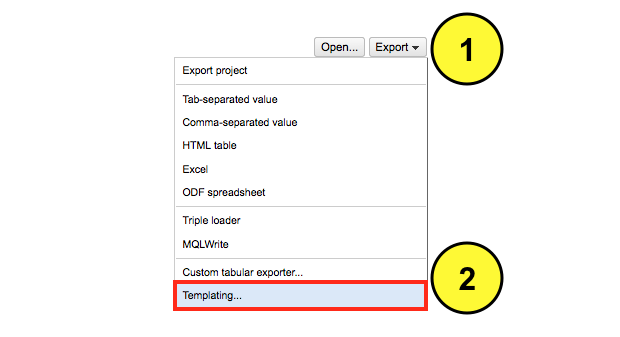 Open... Export 1
Export project
Tab-separated value
Comma-separated value
HTML table
Excel
ODF spreadsheet
Triple loader
MQLWrite
Custom tabular exporter...
Templating... 2